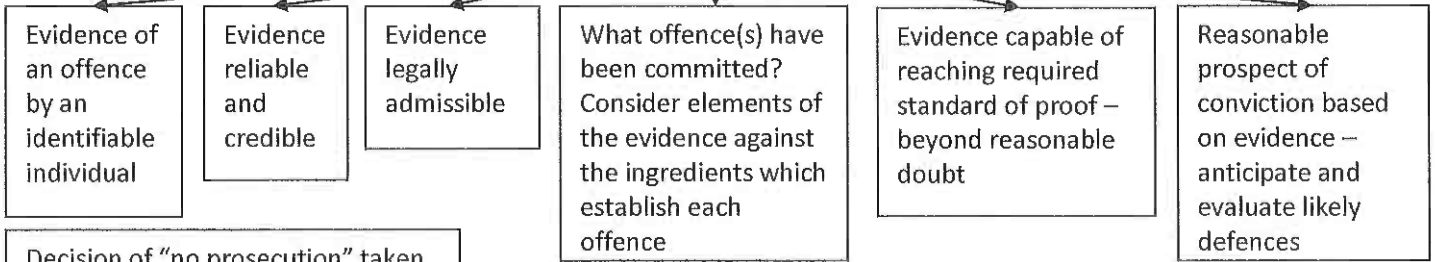 Evidence of
an offence
by an
identifiable
individual
Evidence
reliable
and
credible
Evidence
legally
admissible
What offence(s) have
been committed?
Consider elements of
the evidence against
the ingredients which
establish each
offence
Evidence capable of
reaching required
standard of proof –
beyond reasonable
doubt
Reasonable
prospect of
conviction based
on evidence –
anticipate and
evaluate likely
defences
Decision of “no prosecution” taken